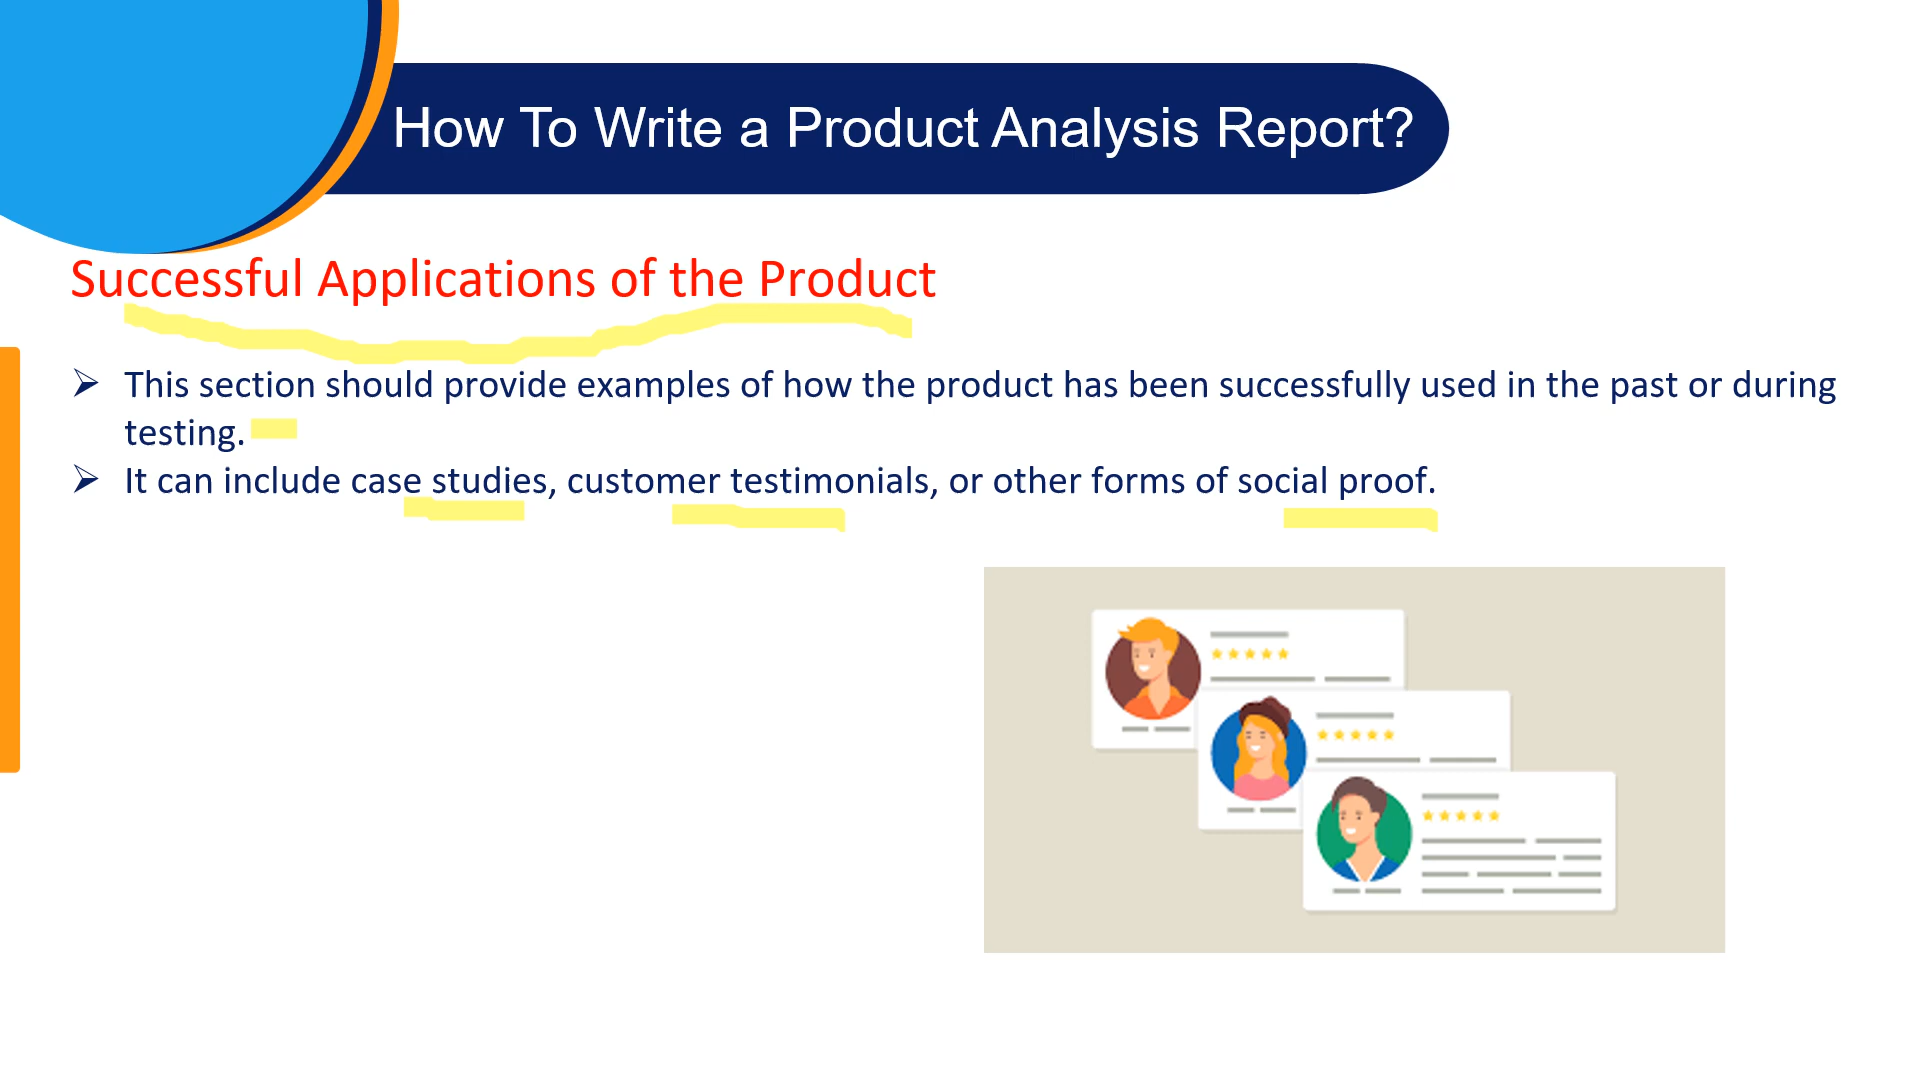 How To Write a Product Analysis Report?
Successful Applications of the Product
This section should provide examples of how the product has been successfully used in the past or during
testing.
It can include case studies, customer testimonials, or other forms of social proof.